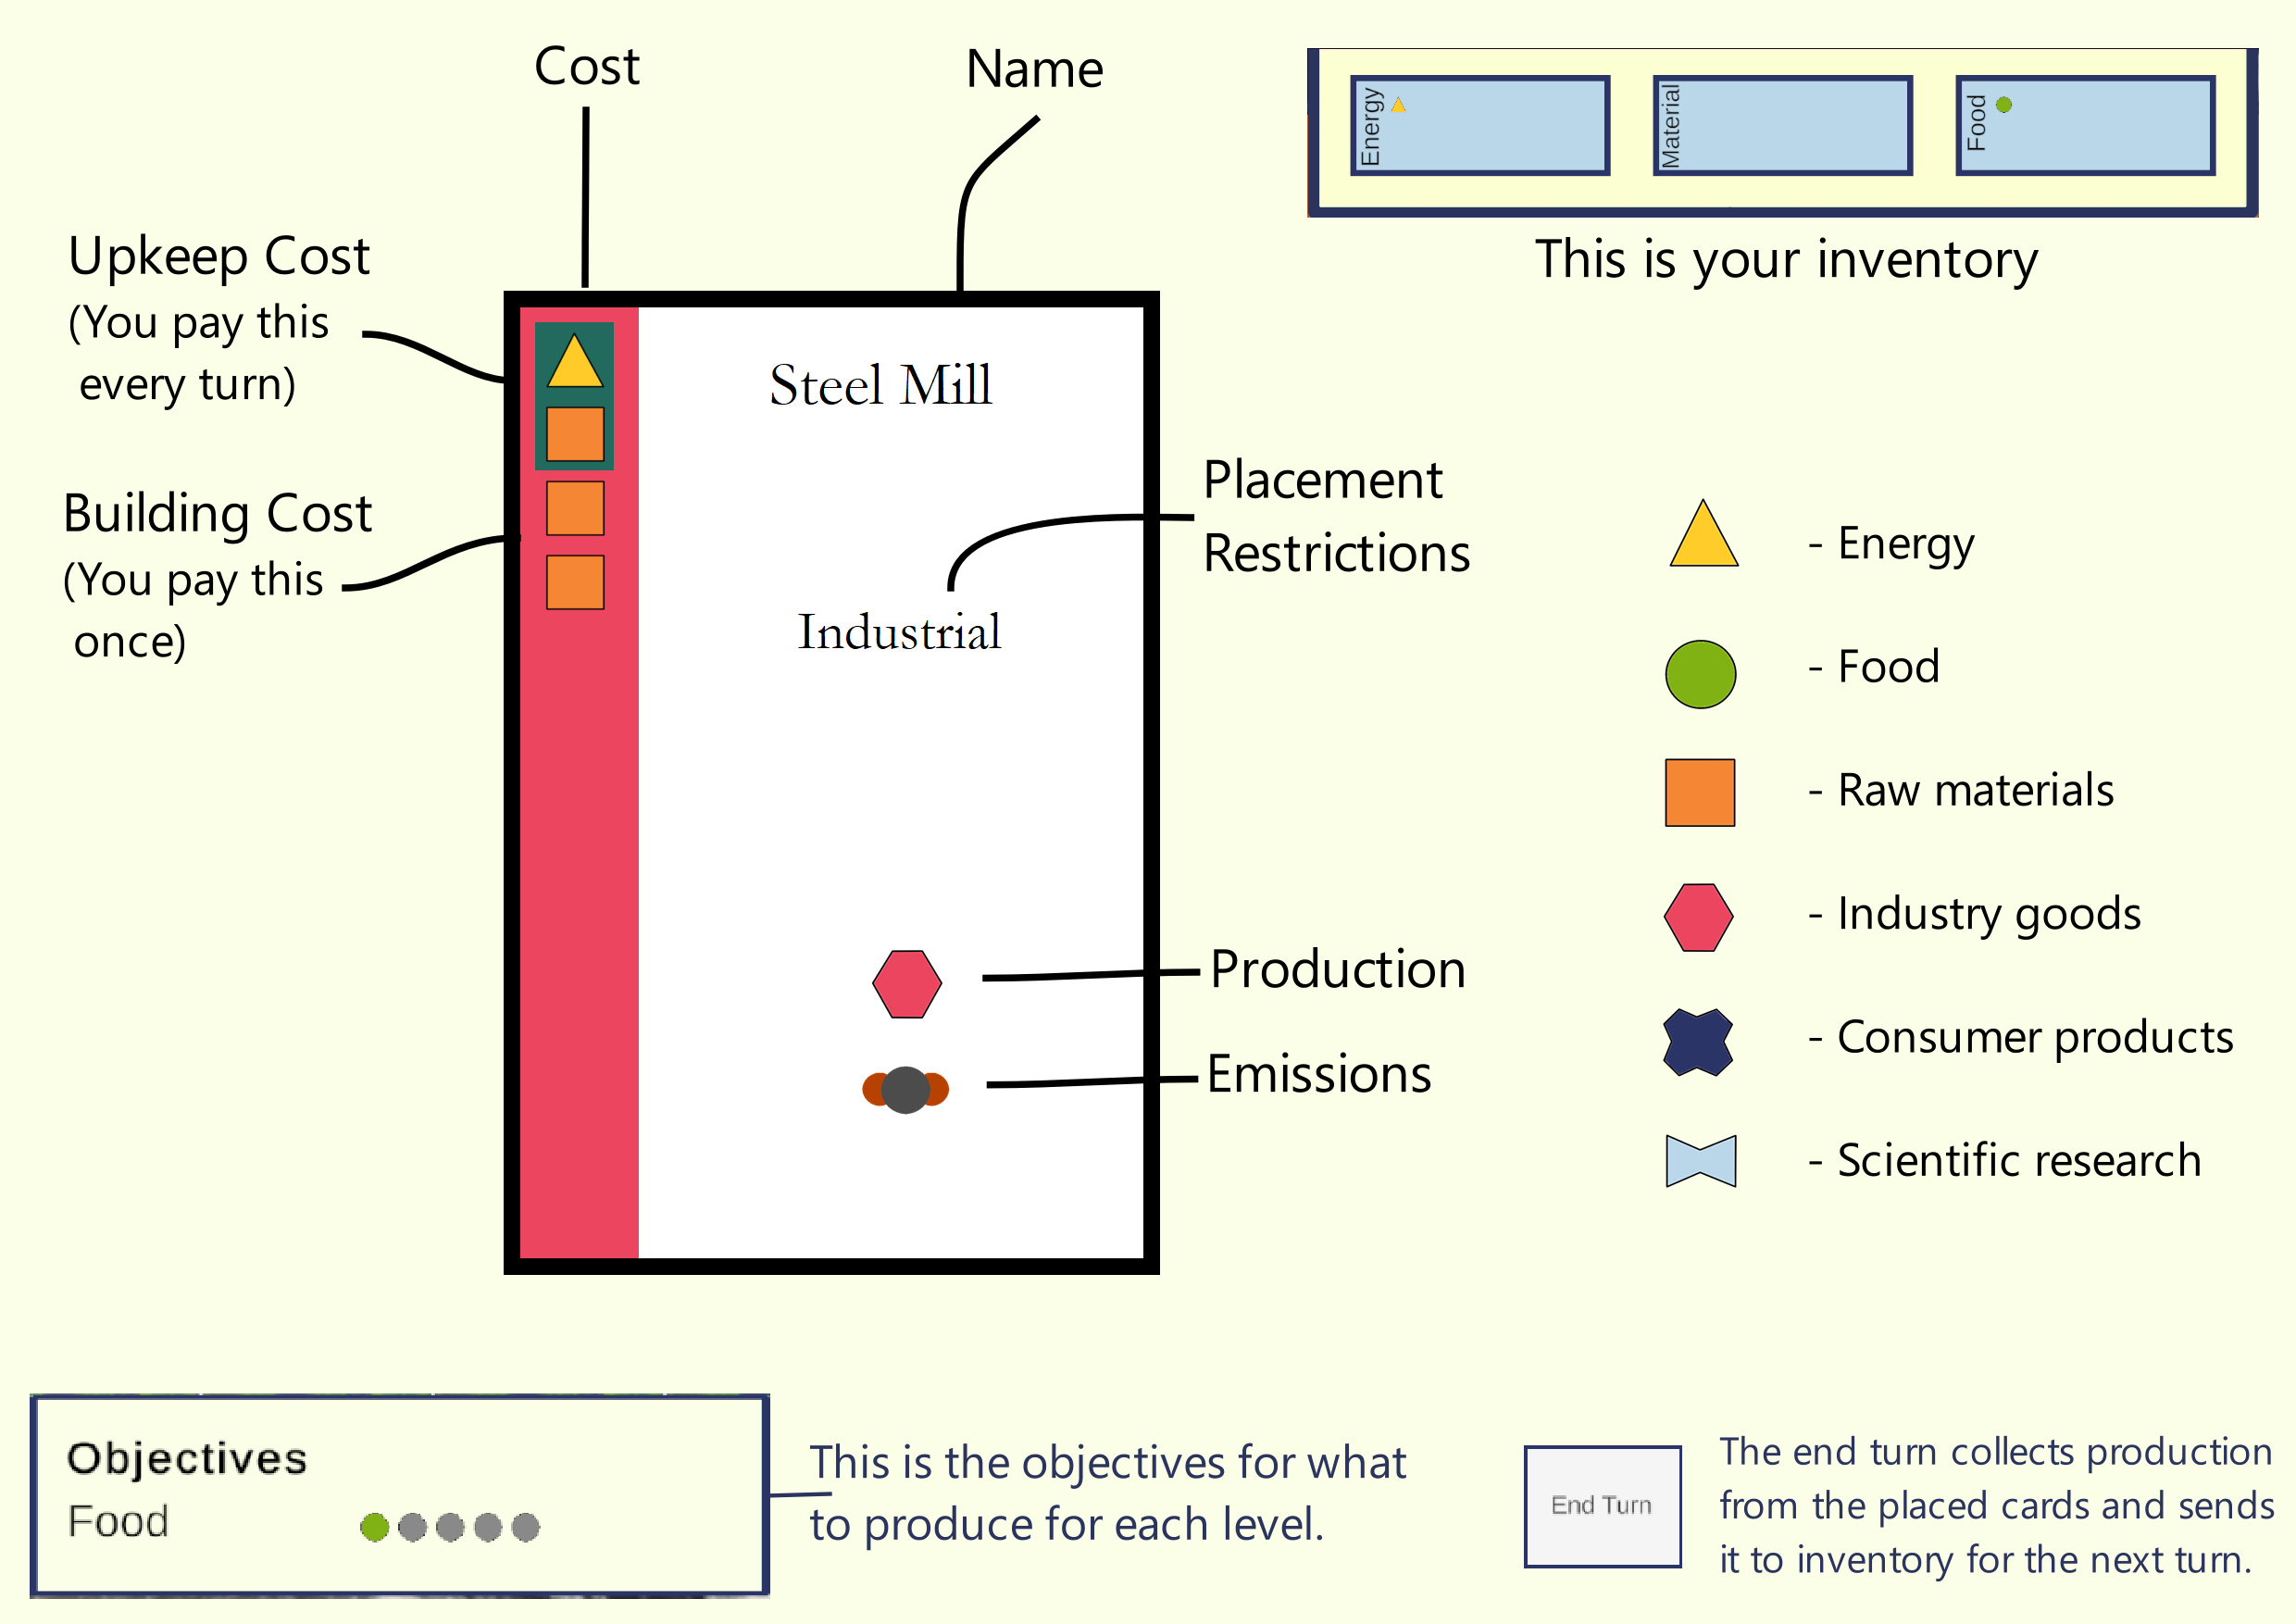 Cost
Name
Energy
Material
Food
This is your inventory
Upkeep Cost
(You pay this
every turn)
Building Cost
(You pay this
once)
Steel Mill
Industrial
Placement
Restrictions
Production
Emissions
- Energy
- Food
- Raw materials
- Industry goods
- Consumer products
- Scientific research
Objectives
Food
This is the objectives for what
to produce for each level.
End Turn
The end turn collects production
from the placed cards and sends
it to inventory for the next turn.